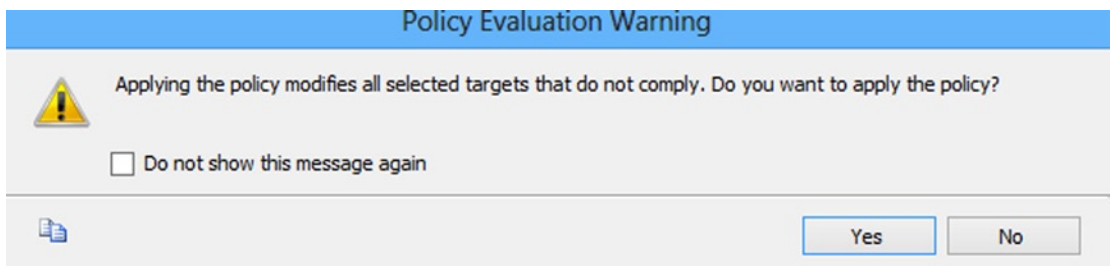 Policy Evaluation Warning
Applying the policy modifies all selected targets that do not comply. Do you want to apply the policy?
Do not show this message again
Yes No